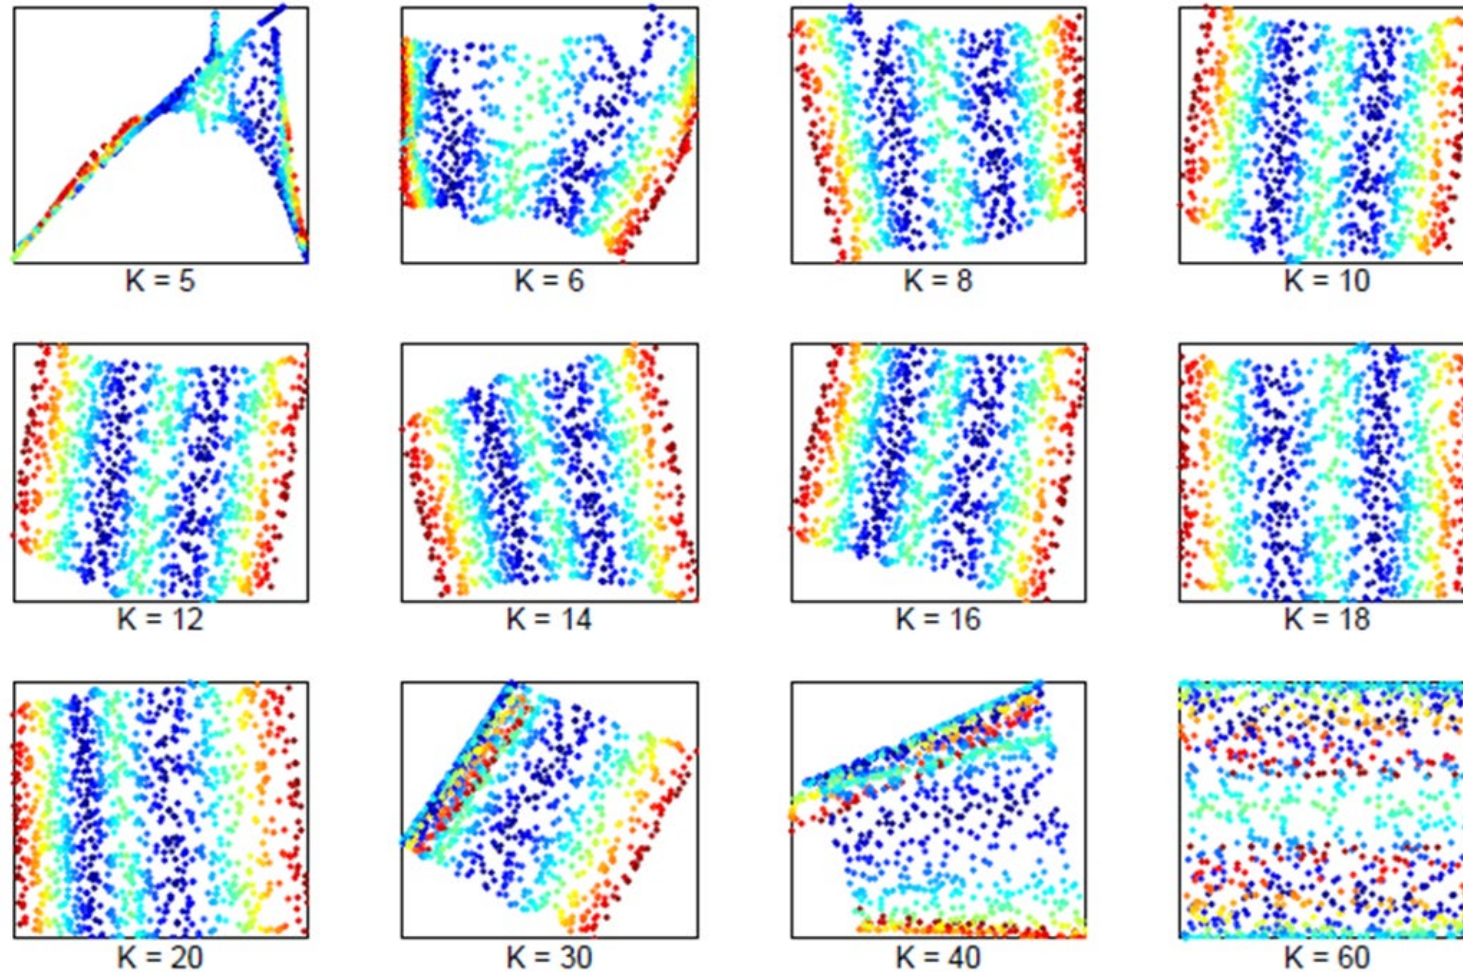 K = 5
K = 6
K = 8
K = 10
K = 12
K = 14
K = 16
K = 18
K = 20
K = 30
K = 40
K = 60